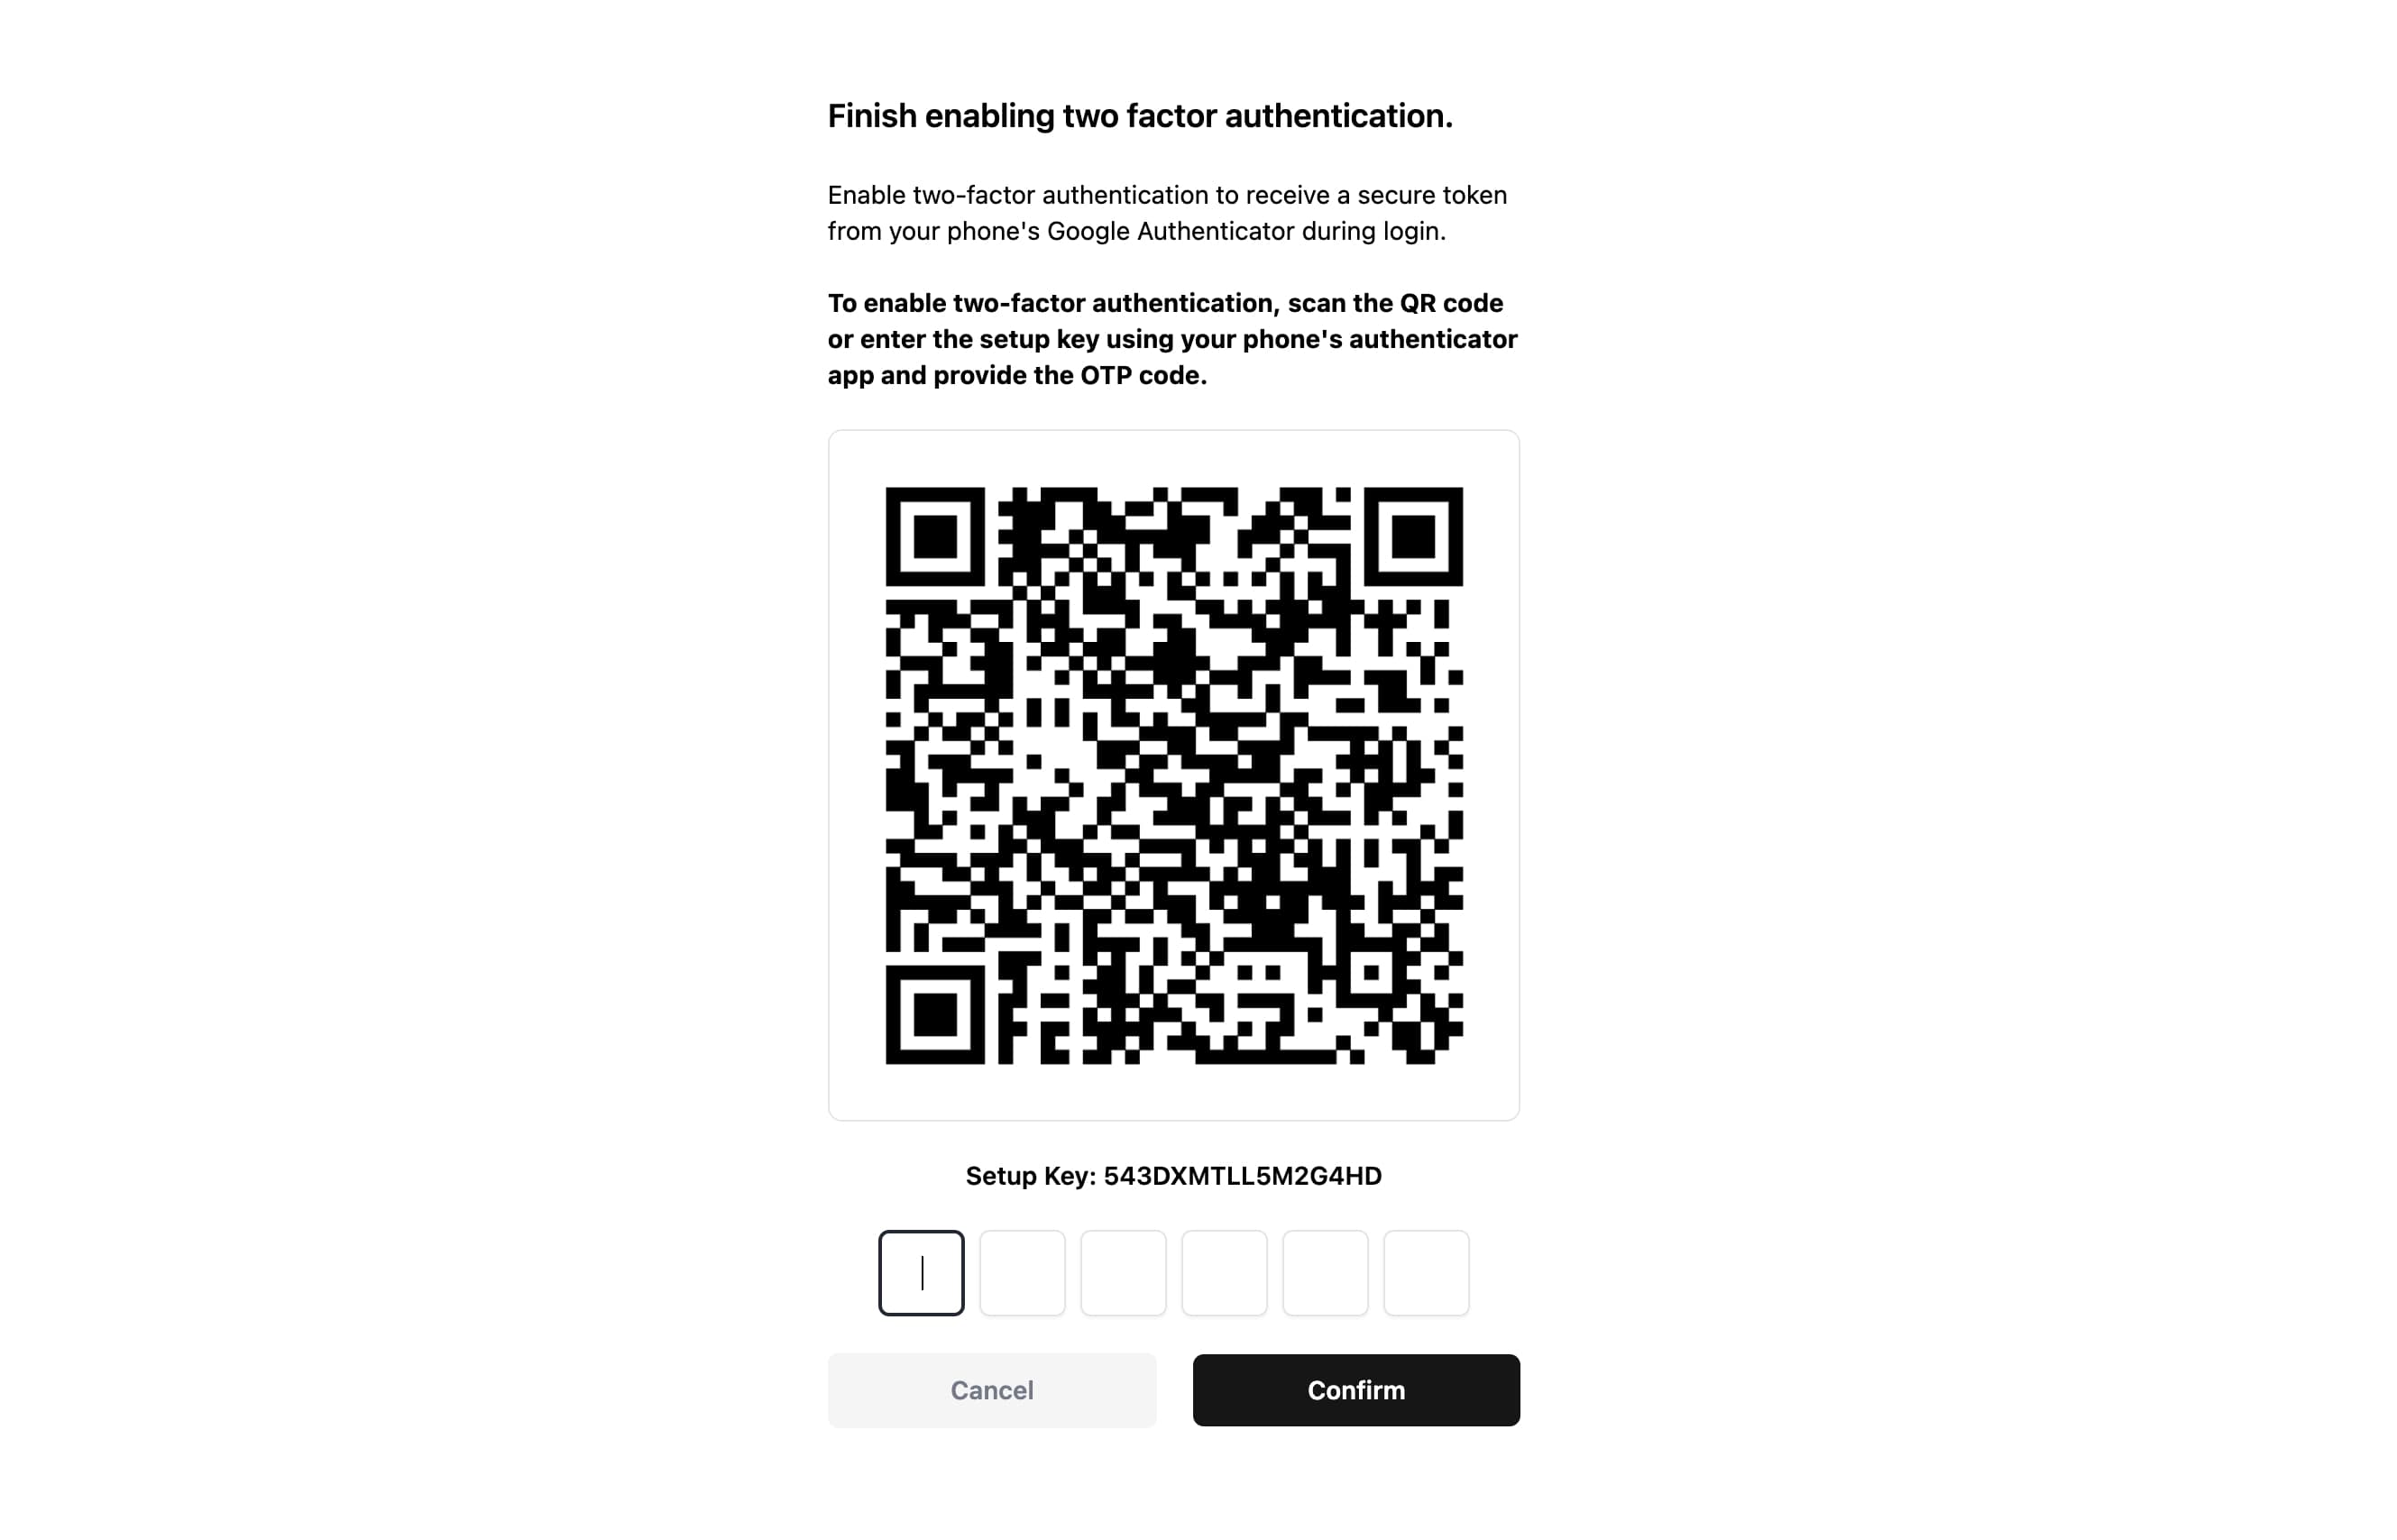 Finish enabling two factor authentication.
Enable two-factor authentication to receive a secure token
from your phone's Google Authenticator during login.
To enable two-factor authentication, scan the QR code
or enter the setup key using your phone's authenticator
app and provide the OTP code.
Setup Key: 543DXMTLL5M2G4HD
Cancel
Confirm